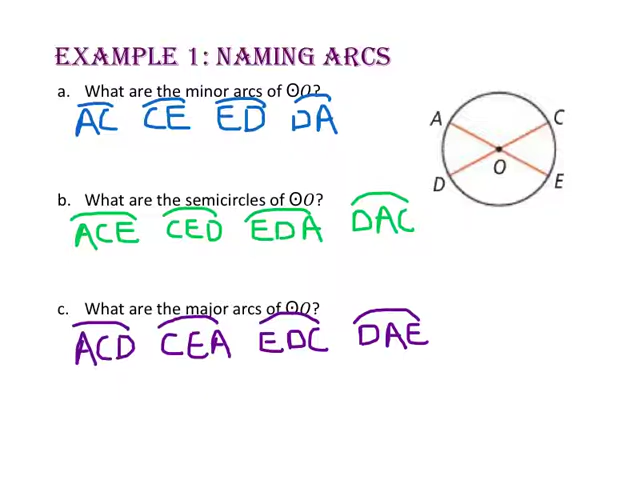 EXAMPLE 1: NAMING ARCS
a. What are the minor arcs of ⊙O?
AC CE ED DA
A C
O
D E
b. What are the semicircles of ⊙O?
ACE CED EDA DAC
c. What are the major arcs of ⊙O?
ACD CEA EDC DAE